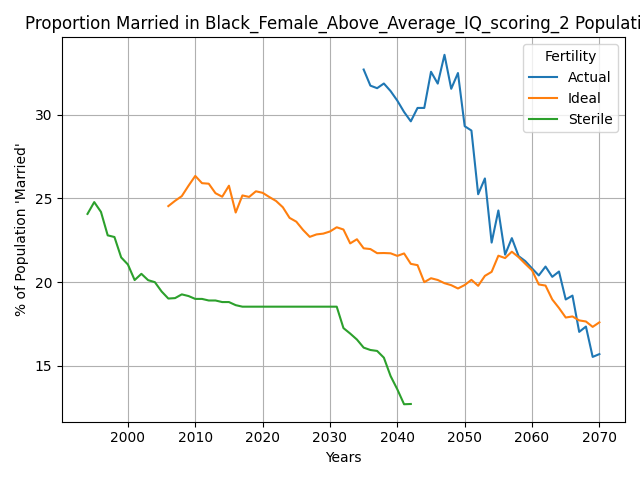 Proportion Married in Black_Female_Above_Average_IQ_scoring_2 Populati
Fertility
Actual
Ideal
Sterile
% of Population 'Married'
30
25
20
15
2000 2010 2020 2030 2040 2050 2060 2070
Years